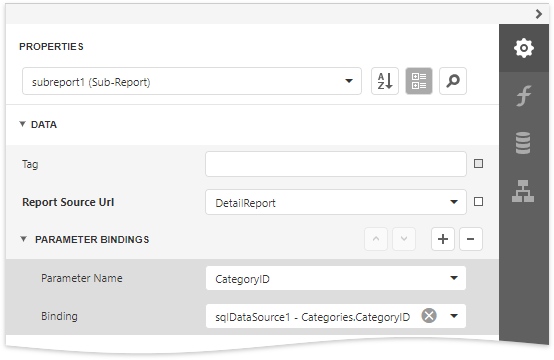 PROPERTIES
subreport1 (Sub-Report)
DATA
Tag
Report Source Url DetailReport
PARAMETER BINDINGS
Parameter Name CategoryID
Binding sqlDataSource1 - Categories.CategoryID